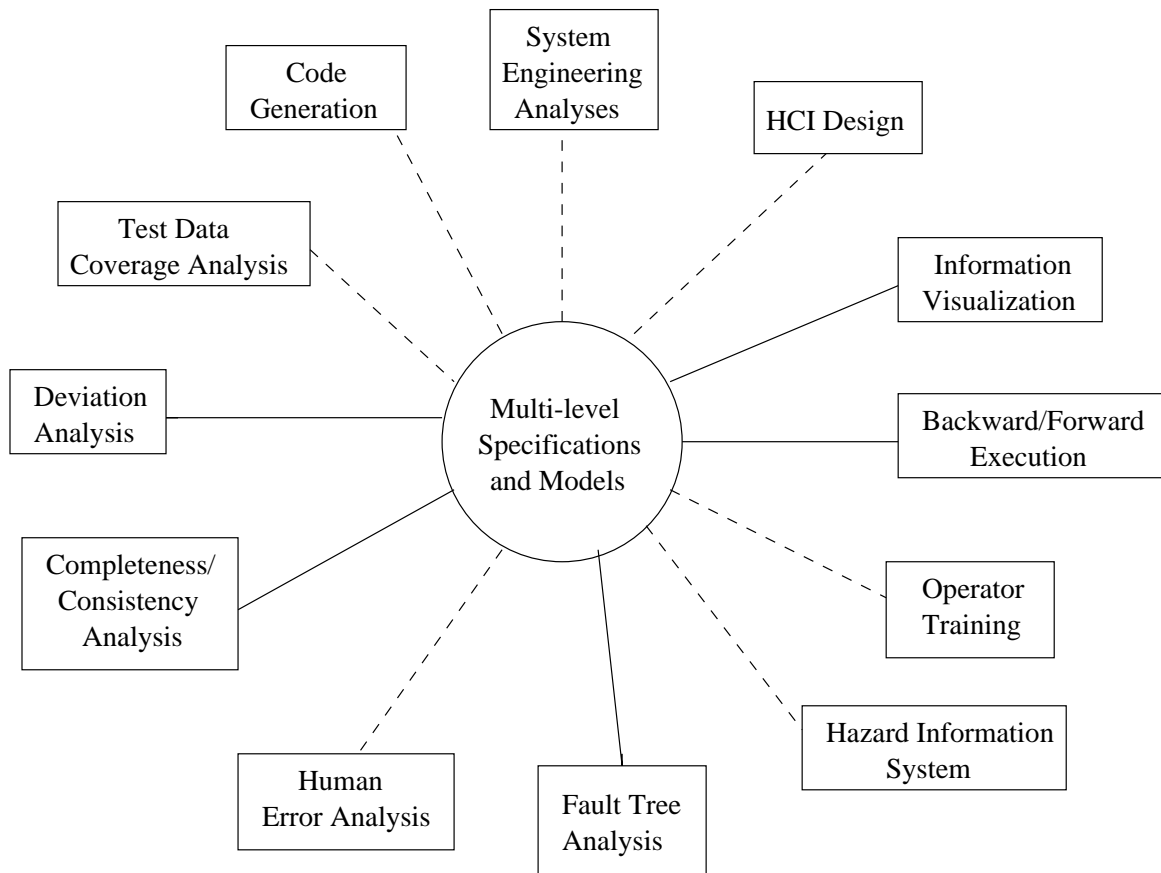 System
Engineering
Analyses
Code
Generation
HCI Design
Test Data
Coverage Analysis
Information
Visualization
Deviation
Analysis
Multi-level
Specifications
and Models
Backward/Forward
Execution
Completeness/
Consistency
Analysis
Operator
Training
Hazard Information
System
Human
Error Analysis
Fault Tree
Analysis